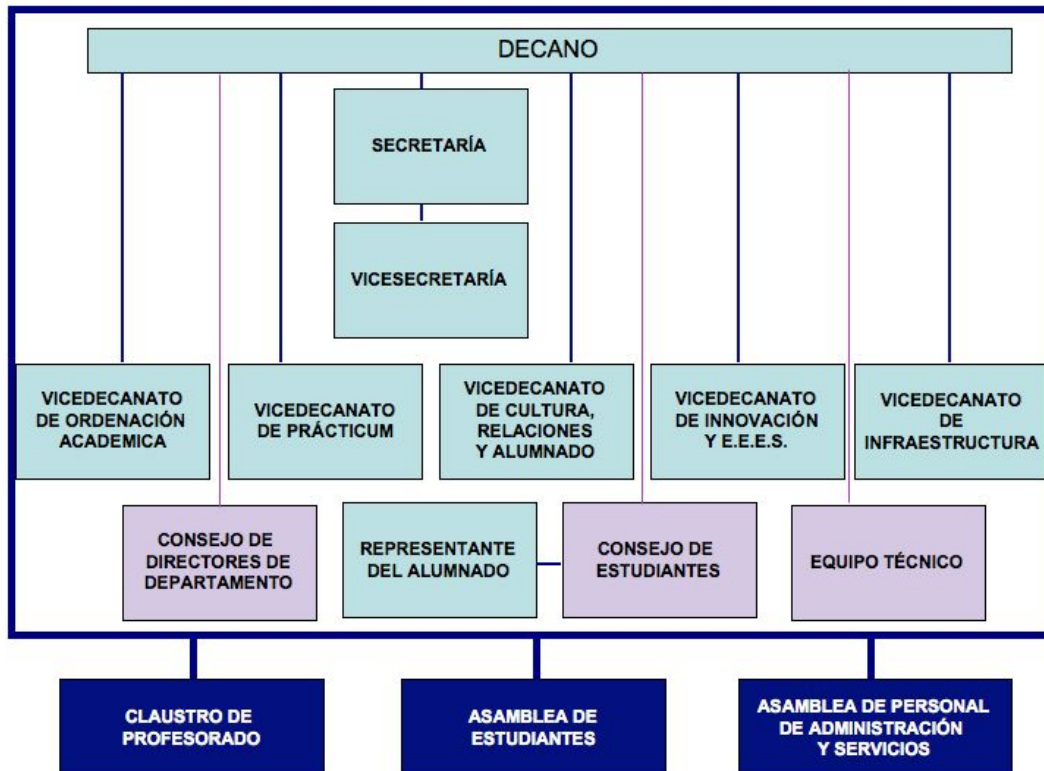 DECANO
SECRETARÍA
VICESECRETARÍA
VICEDECANATO
DE ORDENACIÓN
ACADEMICA
VICEDECANATO
DE PRÁCTICUM
VICEDECANATO
DE CULTURA,
RELACIONES
Y ALUMNADO
VICEDECANATO
DE INNOVACIÓN
Y E.E.E.S.
VICEDECANATO
DE
INFRAESTRUCTURA
CONSEJO DE
DIRECTORES DE
DEPARTAMENTO
REPRESENTANTE
DEL ALUMNADO
CONSEJO DE
ESTUDIANTES
EQUIPO TÉCNICO
CLAUSTRO DE
PROFESORADO
ASAMBLEA DE
ESTUDIANTES
ASAMBLEA DE PERSONAL
DE ADMINISTRACIÓN
Y SERVICIOS